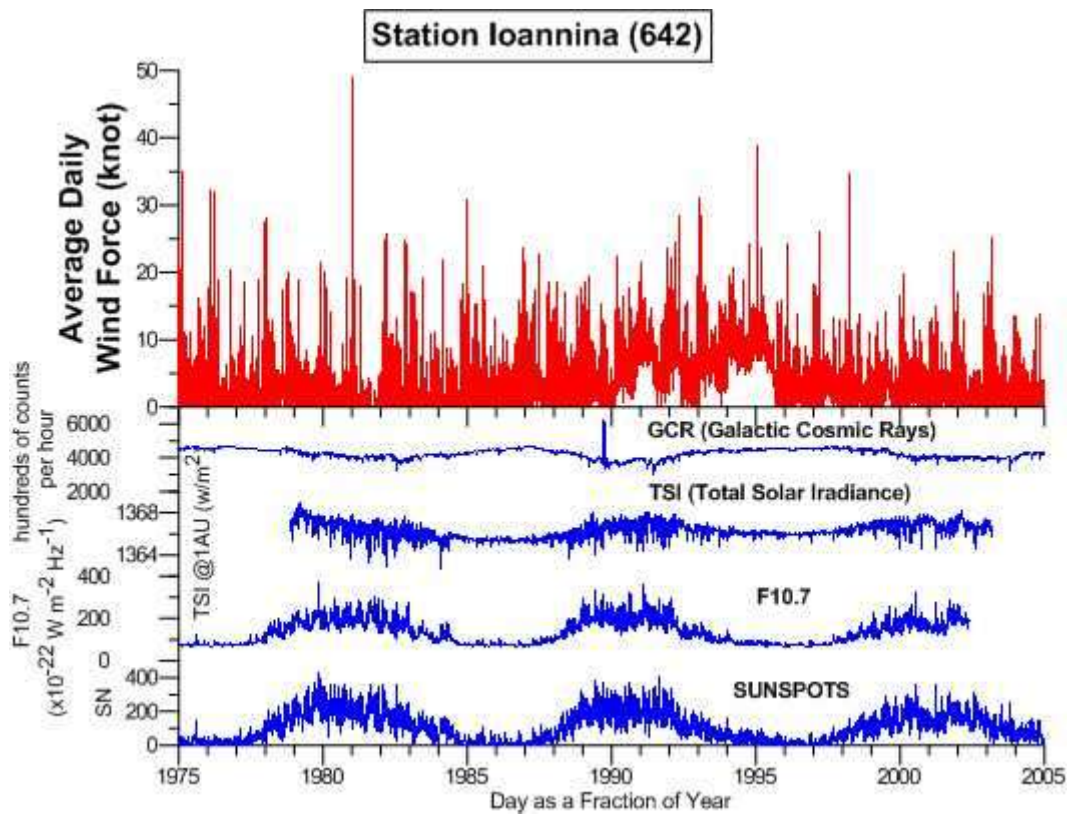 Station Ioannina (642)
Average Daily
Wind Force (knot)
50
40
30
20
10
0
hundreds of counts
per hour
6000
4000
2000
GCR (Galactic Cosmic Rays)
TSI @1AU (w/m²)
1368
1364
TSI (Total Solar Irradiance)
F10.7
(x10-22 W m-2 Hz-1)
400
200
0
F10.7
SN
400
200
0
SUNSPOTS
1975 1980 1985 1990 1995 2000 2005
Day as a Fraction of Year